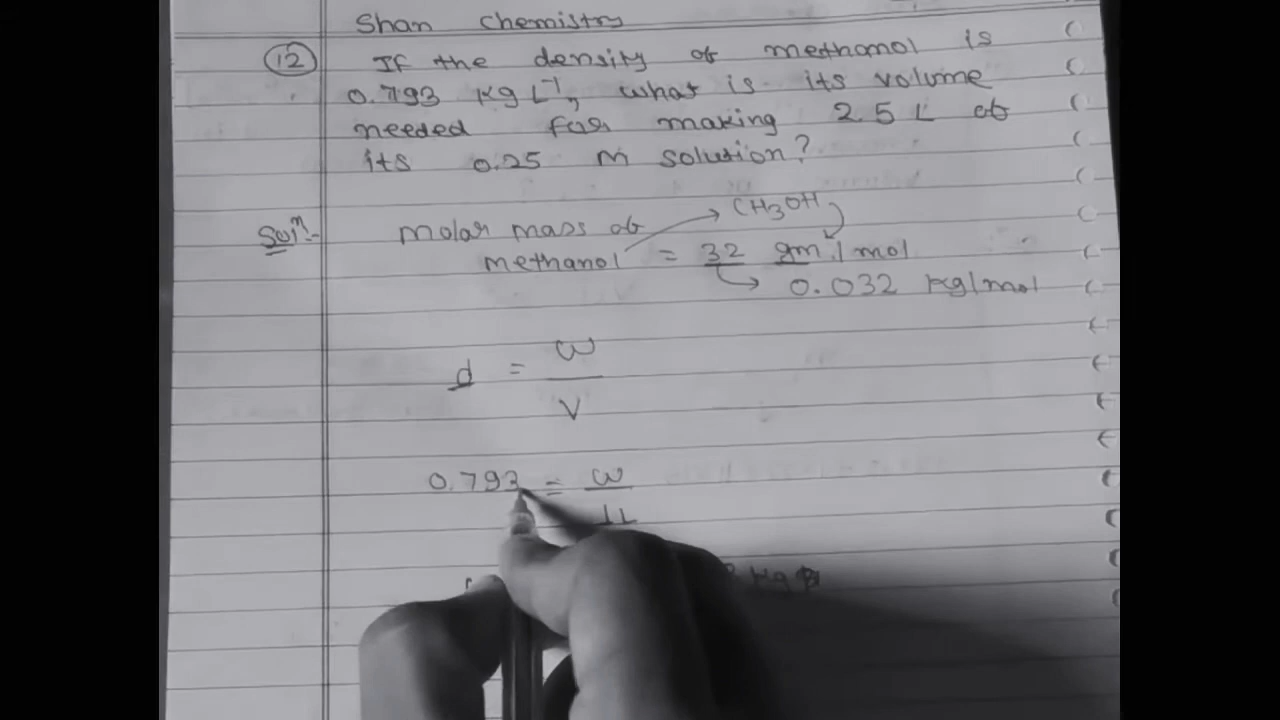 Shan Chemistry
12 If the density of methanol is
0.793 kg L⁻¹, what is its volume
needed for making 2.5 L of
its 0.25 M solution?
Solⁿ:- molar mass of CH3OH
methanol = 32 gm / mol
0.032 kg/mol
d = w
V
0.793 = w
1L
kg